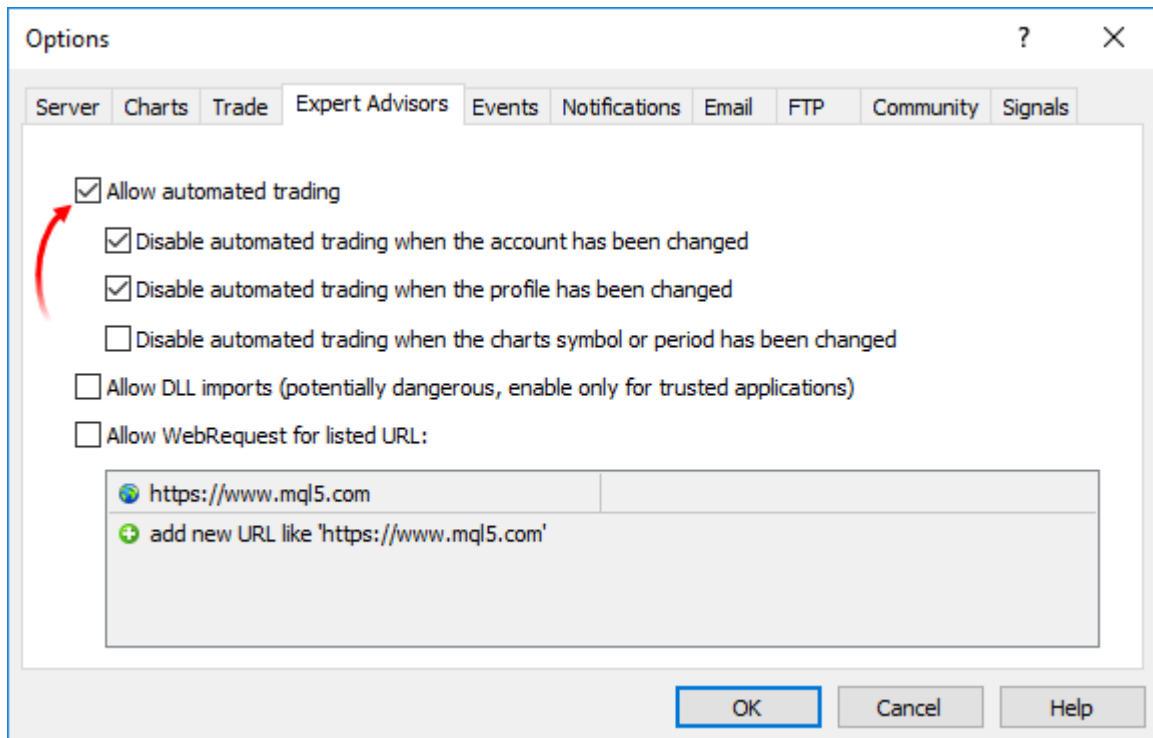 Options
Server Charts Trade Expert Advisors Events Notifications Email FTP Community Signals
Allow automated trading
Disable automated trading when the account has been changed
Disable automated trading when the profile has been changed
Disable automated trading when the charts symbol or period has been changed
Allow DLL imports (potentially dangerous, enable only for trusted applications)
Allow WebRequest for listed URL:
https://www.mql5.com
add new URL like 'https://www.mql5.com'
OK Cancel Help